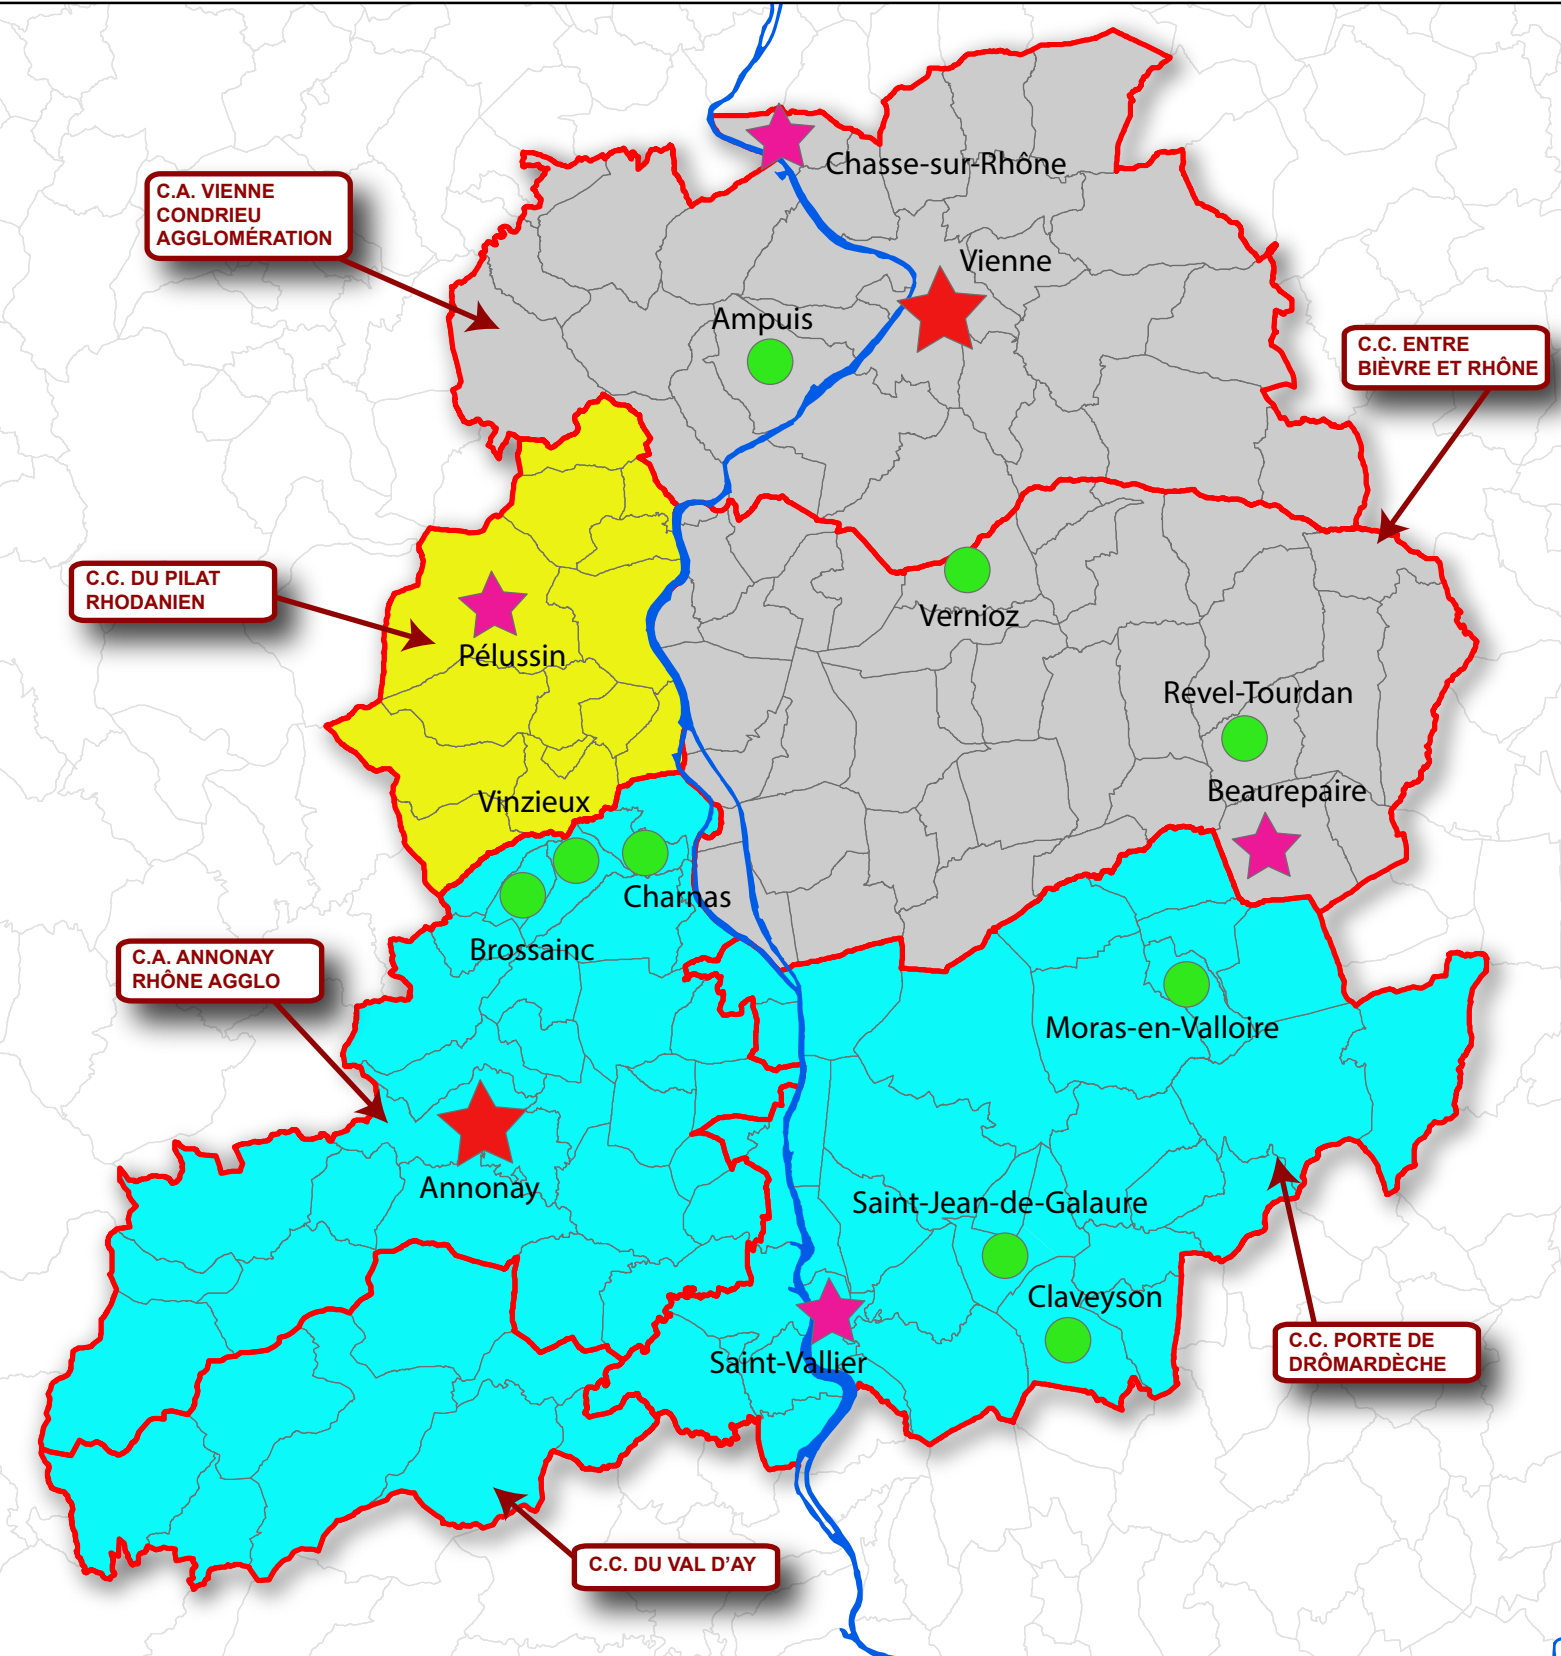 Chasse-sur-Rhône
C.A. VIENNE
CONDRIEU
AGGLOMÉRATION
Vienne
Ampuis
C.C. ENTRE
BIÈVRE ET RHÔNE
C.C. DU PILAT
RHODANIEN
Vernioz
Pélussin
Revel-Tourdan
Beaurepaire
Vinzieux
Charnas
Brossainc
C.A. ANNONAY
RHÔNE AGGLO
Moras-en-Valloire
Annonay
Saint-Jean-de-Galaure
Claveyson
C.C. PORTE DE
DRÔMARDÈCHE
Saint-Vallier
C.C. DU VAL D’AY